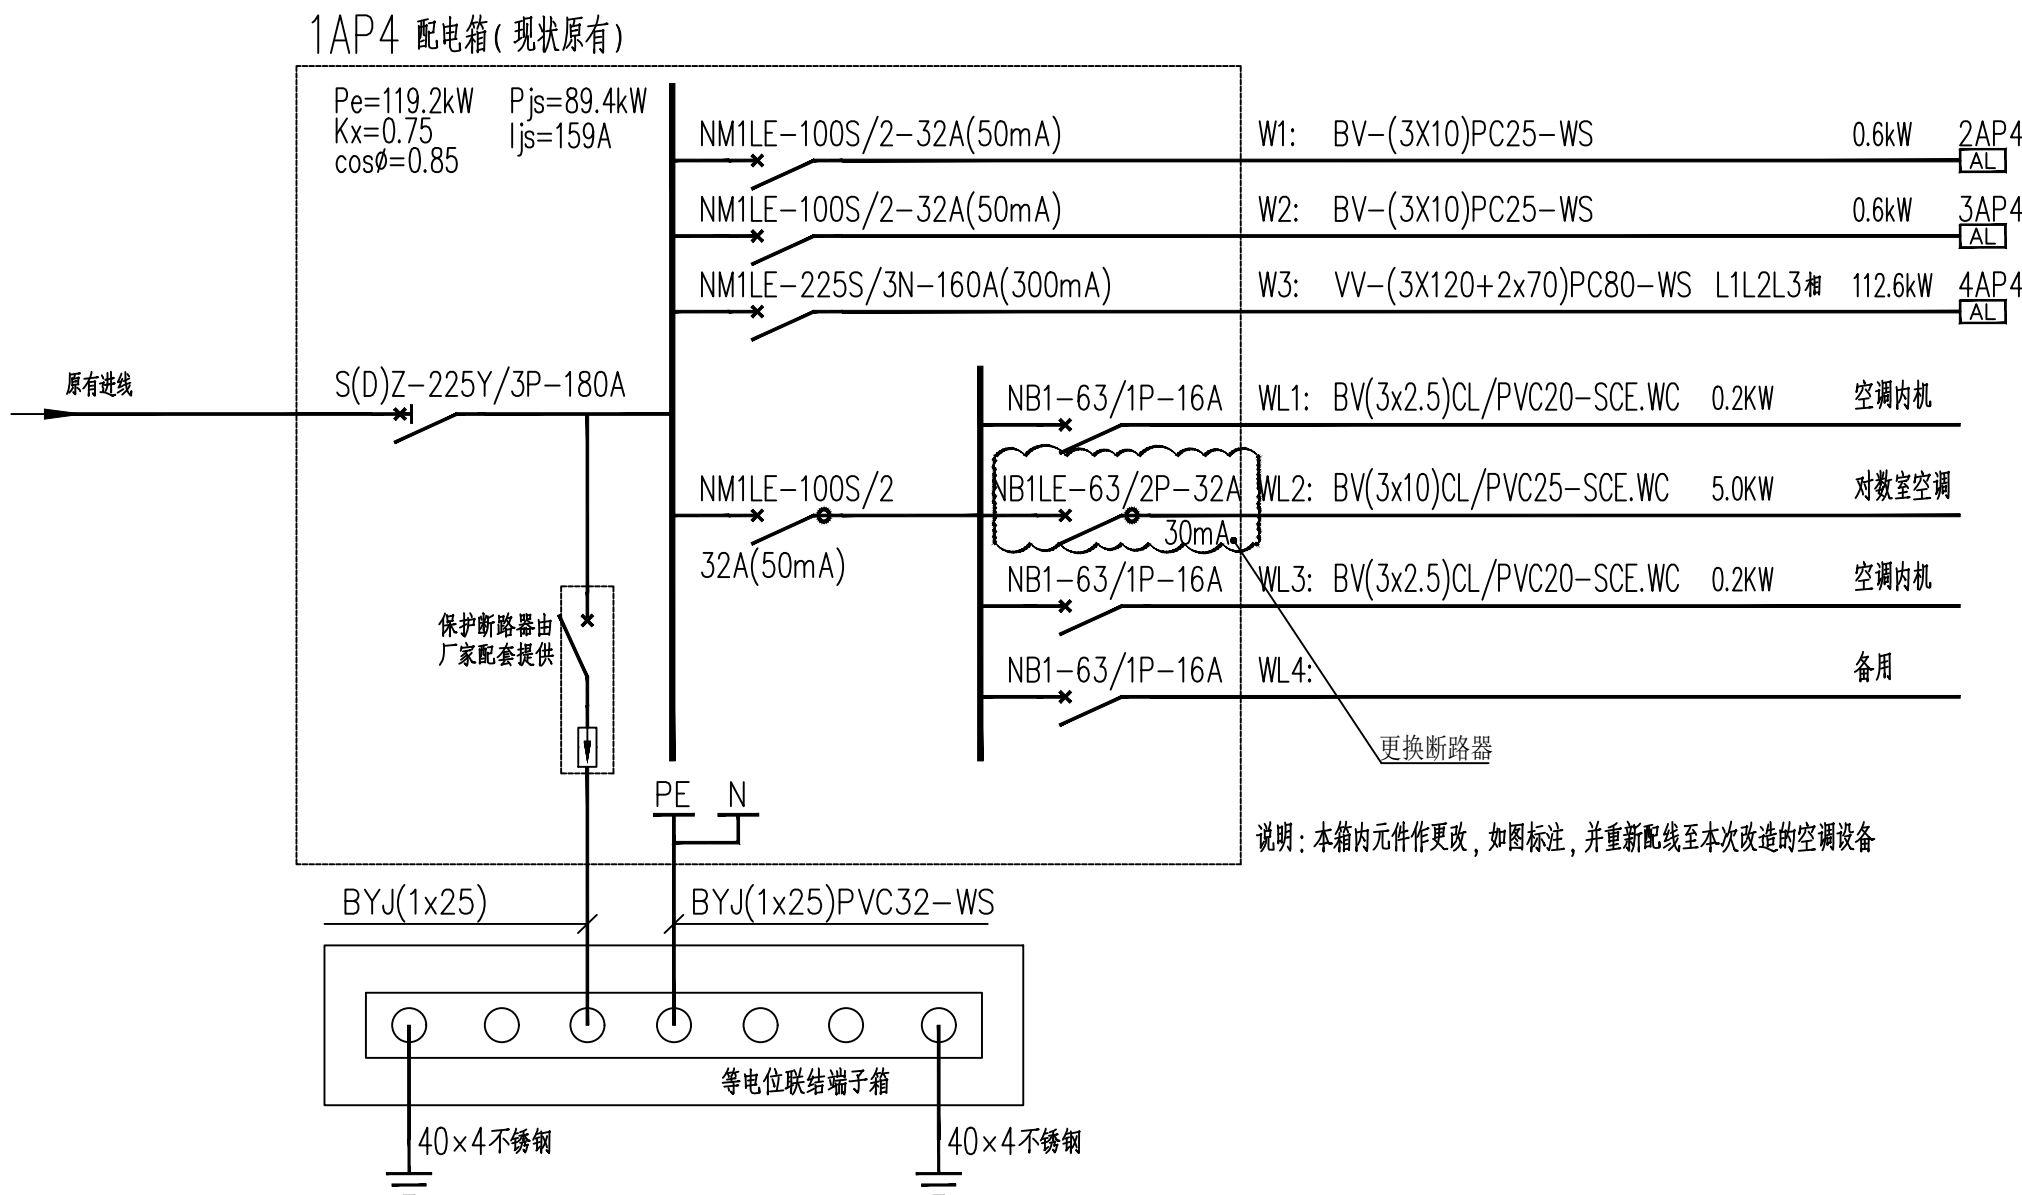 1AP4 配电箱(现状原有)
Pe=119.2kW Pjs=89.4kW
Kx=0.75 Ijs=159A
cosø=0.85
NM1LE-100S/2-32A(50mA) W1: BV-(3X10)PC25-WS 0.6kW 2AP4
AL
NM1LE-100S/2-32A(50mA) W2: BV-(3X10)PC25-WS 0.6kW 3AP4
AL
NM1LE-225S/3N-160A(300mA) W3: VV-(3X120+2x70)PC80-WS L1L2L3相 112.6kW 4AP4
AL
原有进线 S(D)Z-225Y/3P-180A
NB1-63/1P-16A WL1: BV(3x2.5)CL/PVC20-SCE.WC 0.2KW 空调内机
NM1LE-100S/2
32A(50mA)
NB1LE-63/2P-32A WL2: BV(3x10)CL/PVC25-SCE.WC 5.0KW 对数室空调
30mA
NB1-63/1P-16A WL3: BV(3x2.5)CL/PVC20-SCE.WC 0.2KW 空调内机
保护断路器由
厂家配套提供
NB1-63/1P-16A WL4: 备用
更换断路器
PE N
说明:本箱内元件作更改,如图标注,并重新配线至本次改造的空调设备
BYJ(1x25) BYJ(1x25)PVC32-WS
等电位联结端子箱
40×4不锈钢 40×4不锈钢